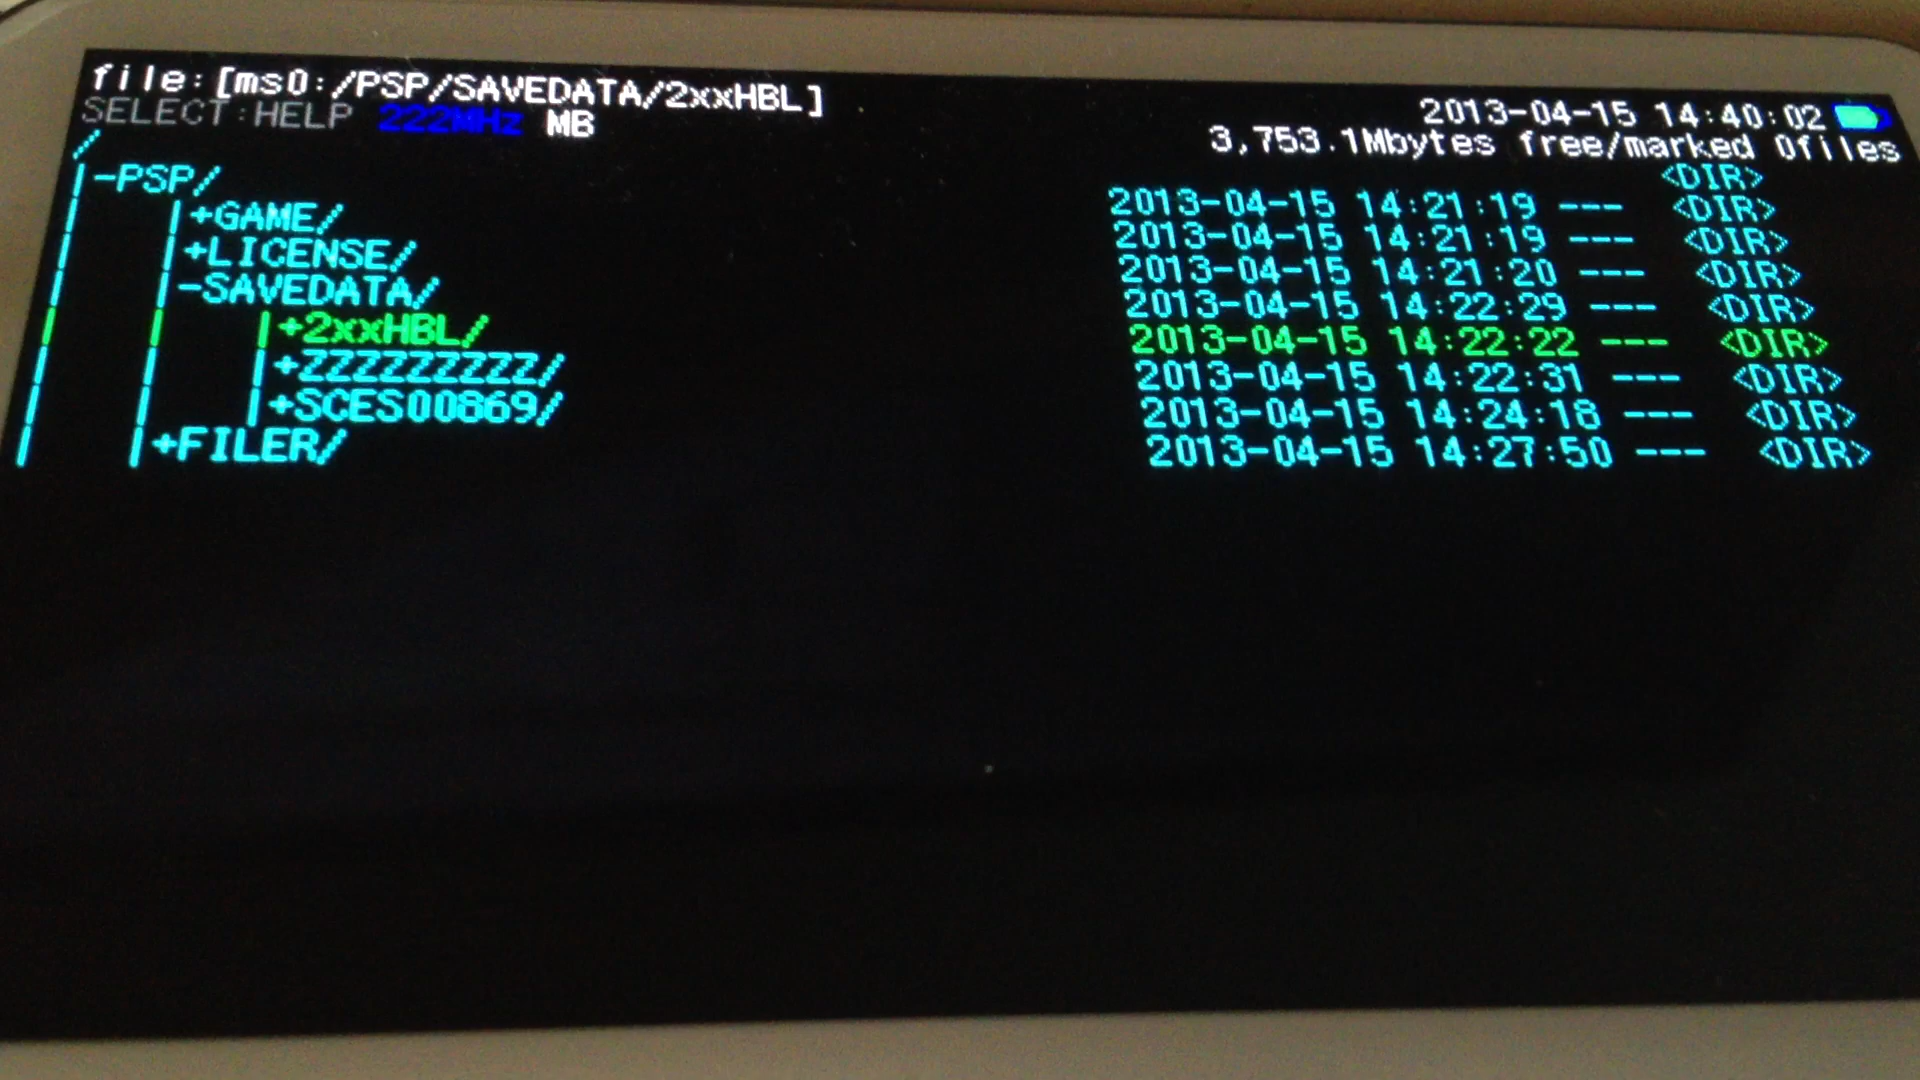 file:[ms0:/PSP/SAVEDATA/2xxHBL] 2013-04-15 14:40:02
SELECT:HELP 222MHz MB 3,753.1Mbytes free/marked 0files
/ <DIR>
|-PSP/ 2013-04-15 14:21:19 --- <DIR>
| |+GAME/ 2013-04-15 14:21:19 --- <DIR>
| |+LICENSE/ 2013-04-15 14:21:20 --- <DIR>
| |-SAVEDATA/ 2013-04-15 14:22:29 --- <DIR>
| | |+2xxHBL/ 2013-04-15 14:22:22 --- <DIR>
| | |+ZZZZZZZZZ/ 2013-04-15 14:22:31 --- <DIR>
| | |+SCES00869/ 2013-04-15 14:24:18 --- <DIR>
| |+FILER/ 2013-04-15 14:27:50 --- <DIR>